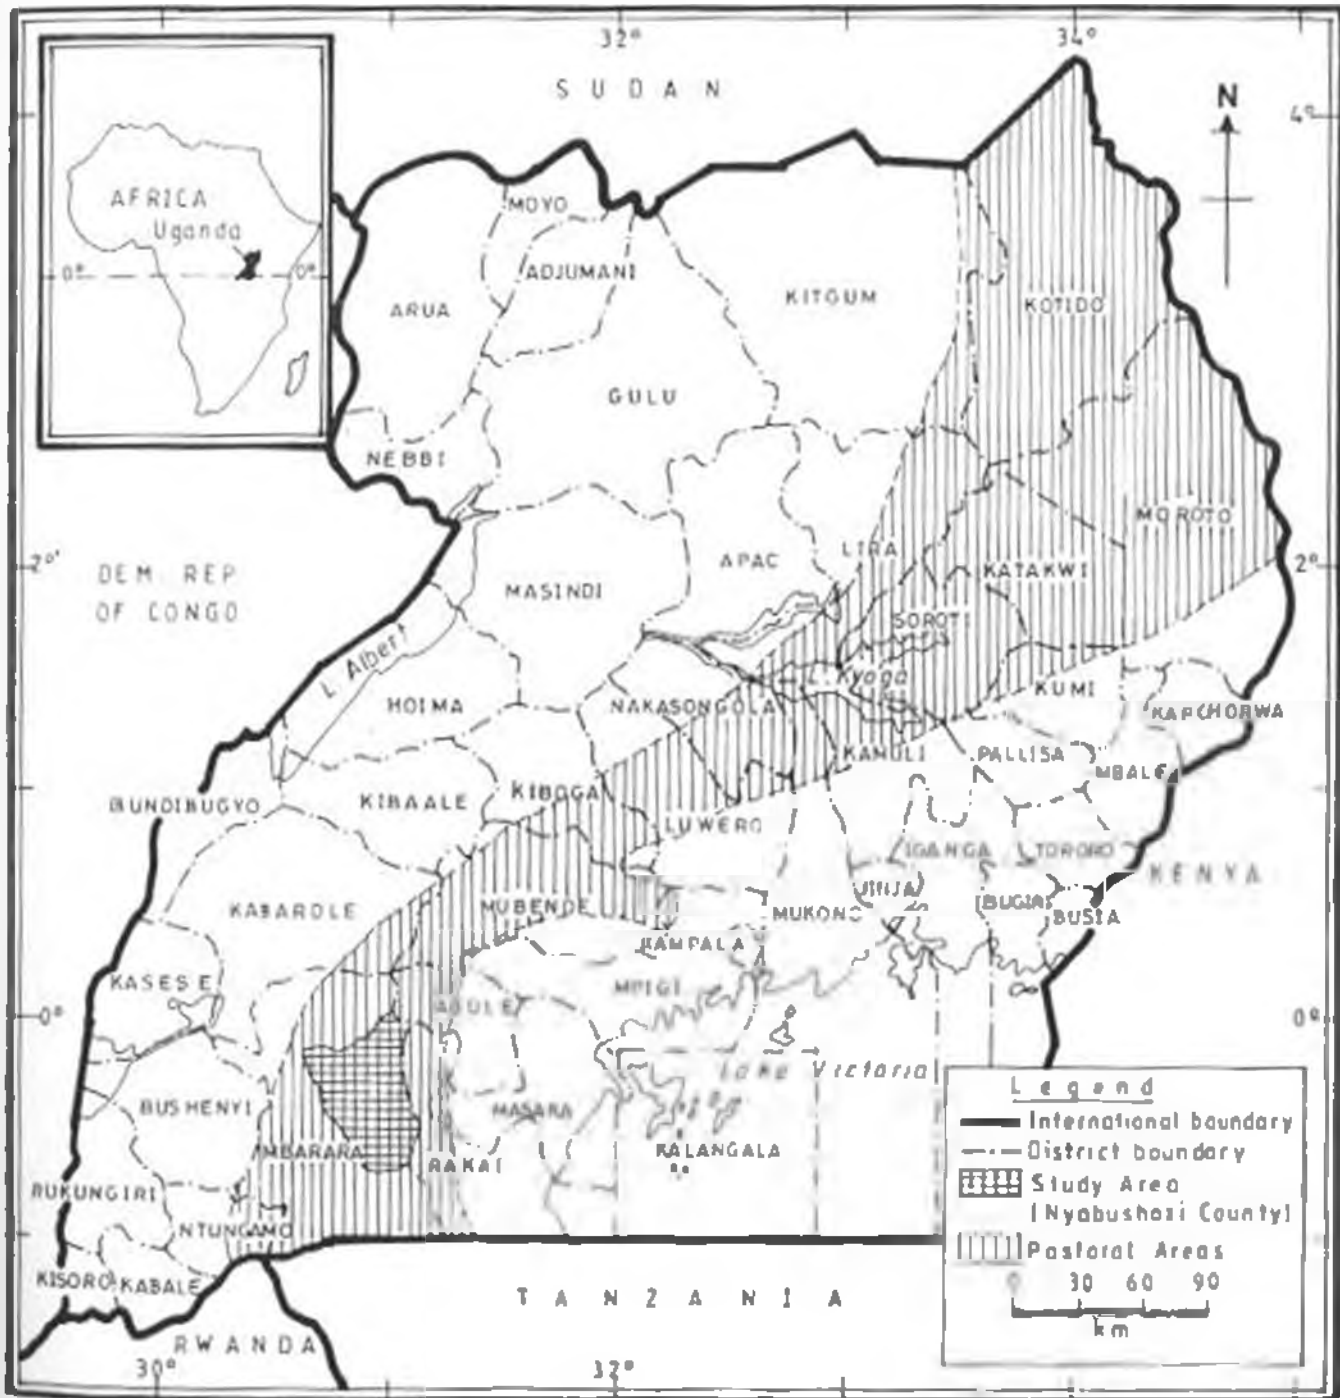 32° 34°
SUDAN
N
4° 
AFRICA
Uganda
0° 0°
MOYO
ADJUMANI
ARUA
KITGUM
KOTIDO
GULU
NEBBI
MOROTO
2° 2°
DEM. REP
OF CONGO
LIRA
APAC
KATAKWI
MASINDI
SOROTI
L. Albert
L. Kyoga
KUMI
HOIMA
NAKASONGOLA
KAPCHORWA
KAMULI
PALLISA
MBALE
BUNDIBUGYO
KIBAALE
KIBOGA
LUWERO
IGANGA
TORORO
KENYA
KABAROLE
MUBENDE
MUKONO
JINJA
BUGIRI
BUSIA
KAMPALA
KASESE
MPIGI
0° 0°
Lake Victoria
BUSHENYI
MASAKA
MBARARA
RAKAI
KALANGALA
RUKUNGIRI
NTUNGAMO
KISORO
KABALE
TANZANIA
RWANDA
30° 32°
Legend
International boundary
District boundary
Study Area
(Nyabushozi County)
Pastoral Areas
0 30 60 90
km